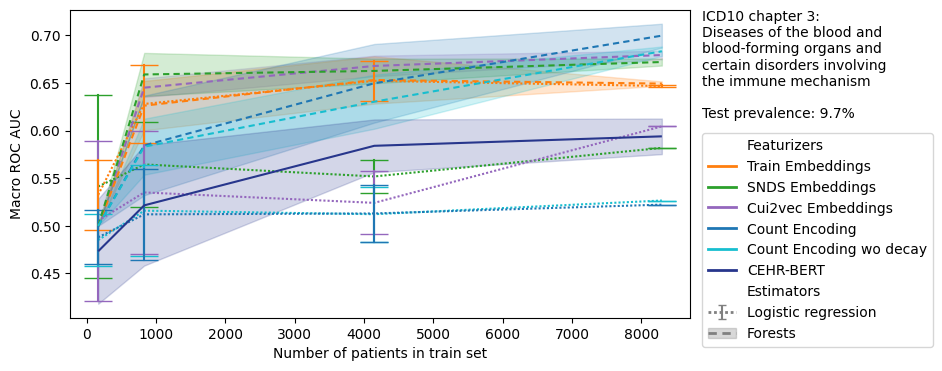 0.70
0.65
0.60
0.55
0.50
0.45
Macro ROC AUC
0
1000
2000
3000
4000
5000
6000
7000
8000
Number of patients in train set
ICD10 chapter 3:
Diseases of the blood and
blood-forming organs and
certain disorders involving
the immune mechanism
Test prevalence: 9.7%
Featurizers
Train Embeddings
SNDS Embeddings
Cui2vec Embeddings
Count Encoding
Count Encoding wo decay
CEHR-BERT
Estimators
Logistic regression
Forests